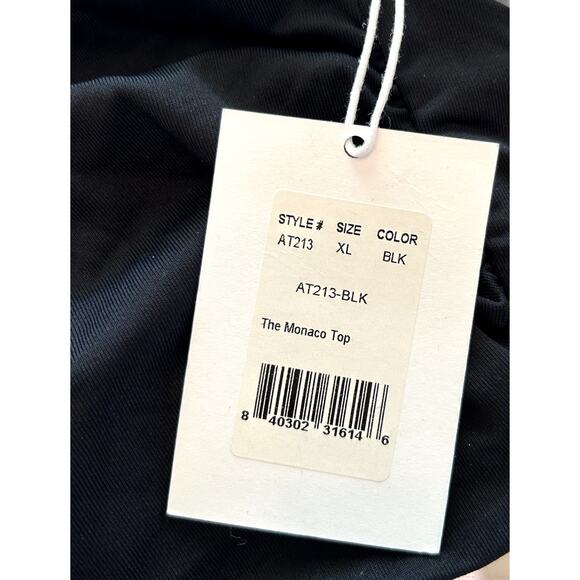 STYLE # SIZE COLOR
AT213 XL BLK
AT213-BLK
The Monaco Top
8 40302 31614 6